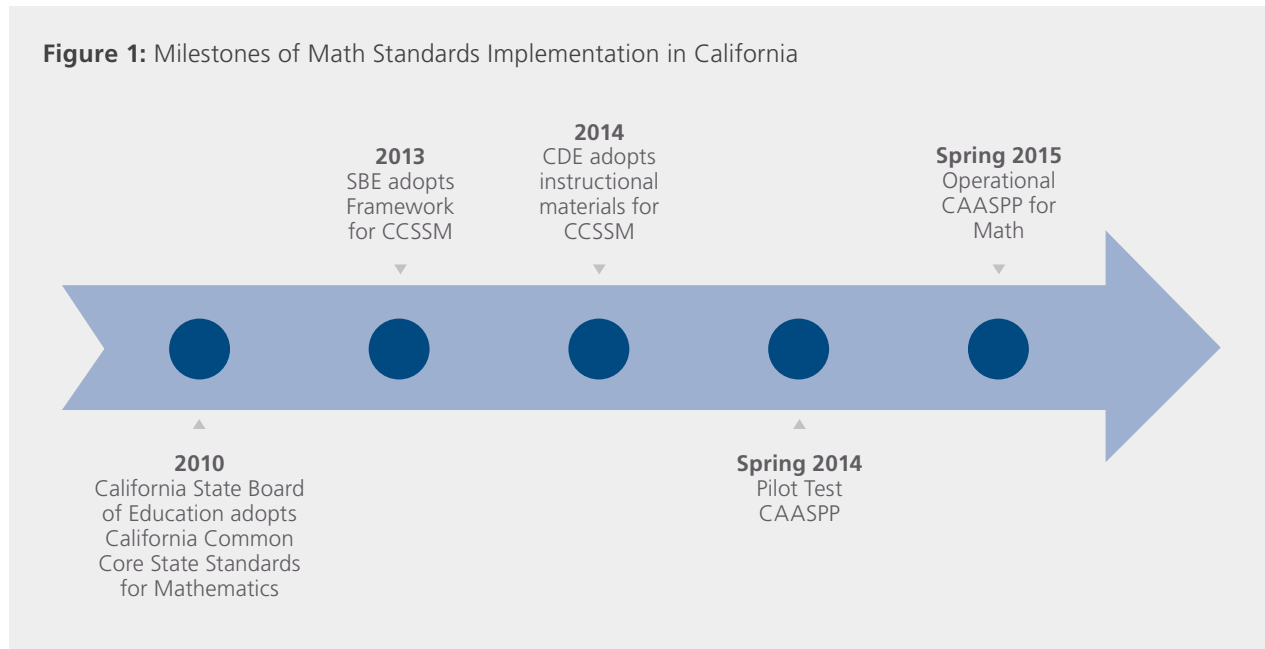 Figure 1: Milestones of Math Standards Implementation in California
2010
California State Board
of Education adopts
California Common
Core State Standards
for Mathematics
2013
SBE adopts
Framework
for CCSSM
2014
CDE adopts
instructional
materials for
CCSSM
Spring 2014
Pilot Test
CAASPP
Spring 2015
Operational
CAASPP for
Math